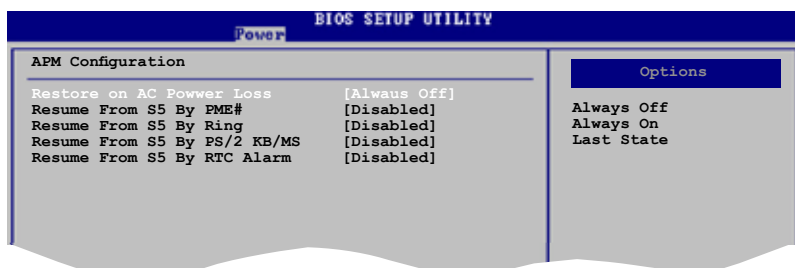 BIOS SETUP UTILITY
Power
APM Configuration
Restore on AC Powwer Loss [Alwaus Off]
Resume From S5 By PME# [Disabled]
Resume From S5 By Ring [Disabled]
Resume From S5 By PS/2 KB/MS [Disabled]
Resume From S5 By RTC Alarm [Disabled]
Options
Always Off
Always On
Last State